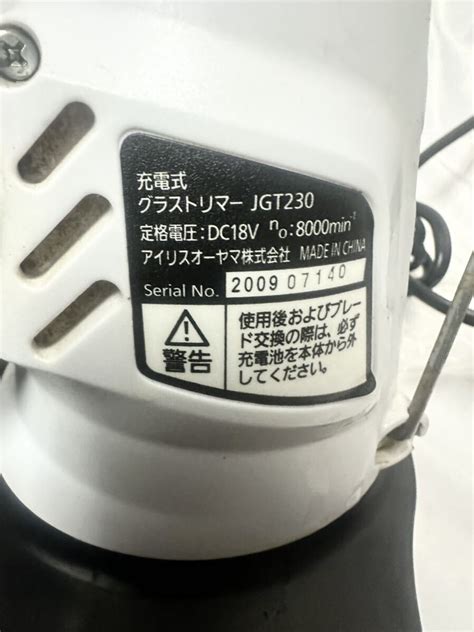 充電式
グラストリマー JGT230
定格電圧:DC18V n₀:8000min⁻¹
アイリスオーヤマ株式会社 MADE IN CHINA
Serial No. 2009 07140
警告
使用後およびブレー
ド交換の際は、必ず
充電池を本体から外
してください。